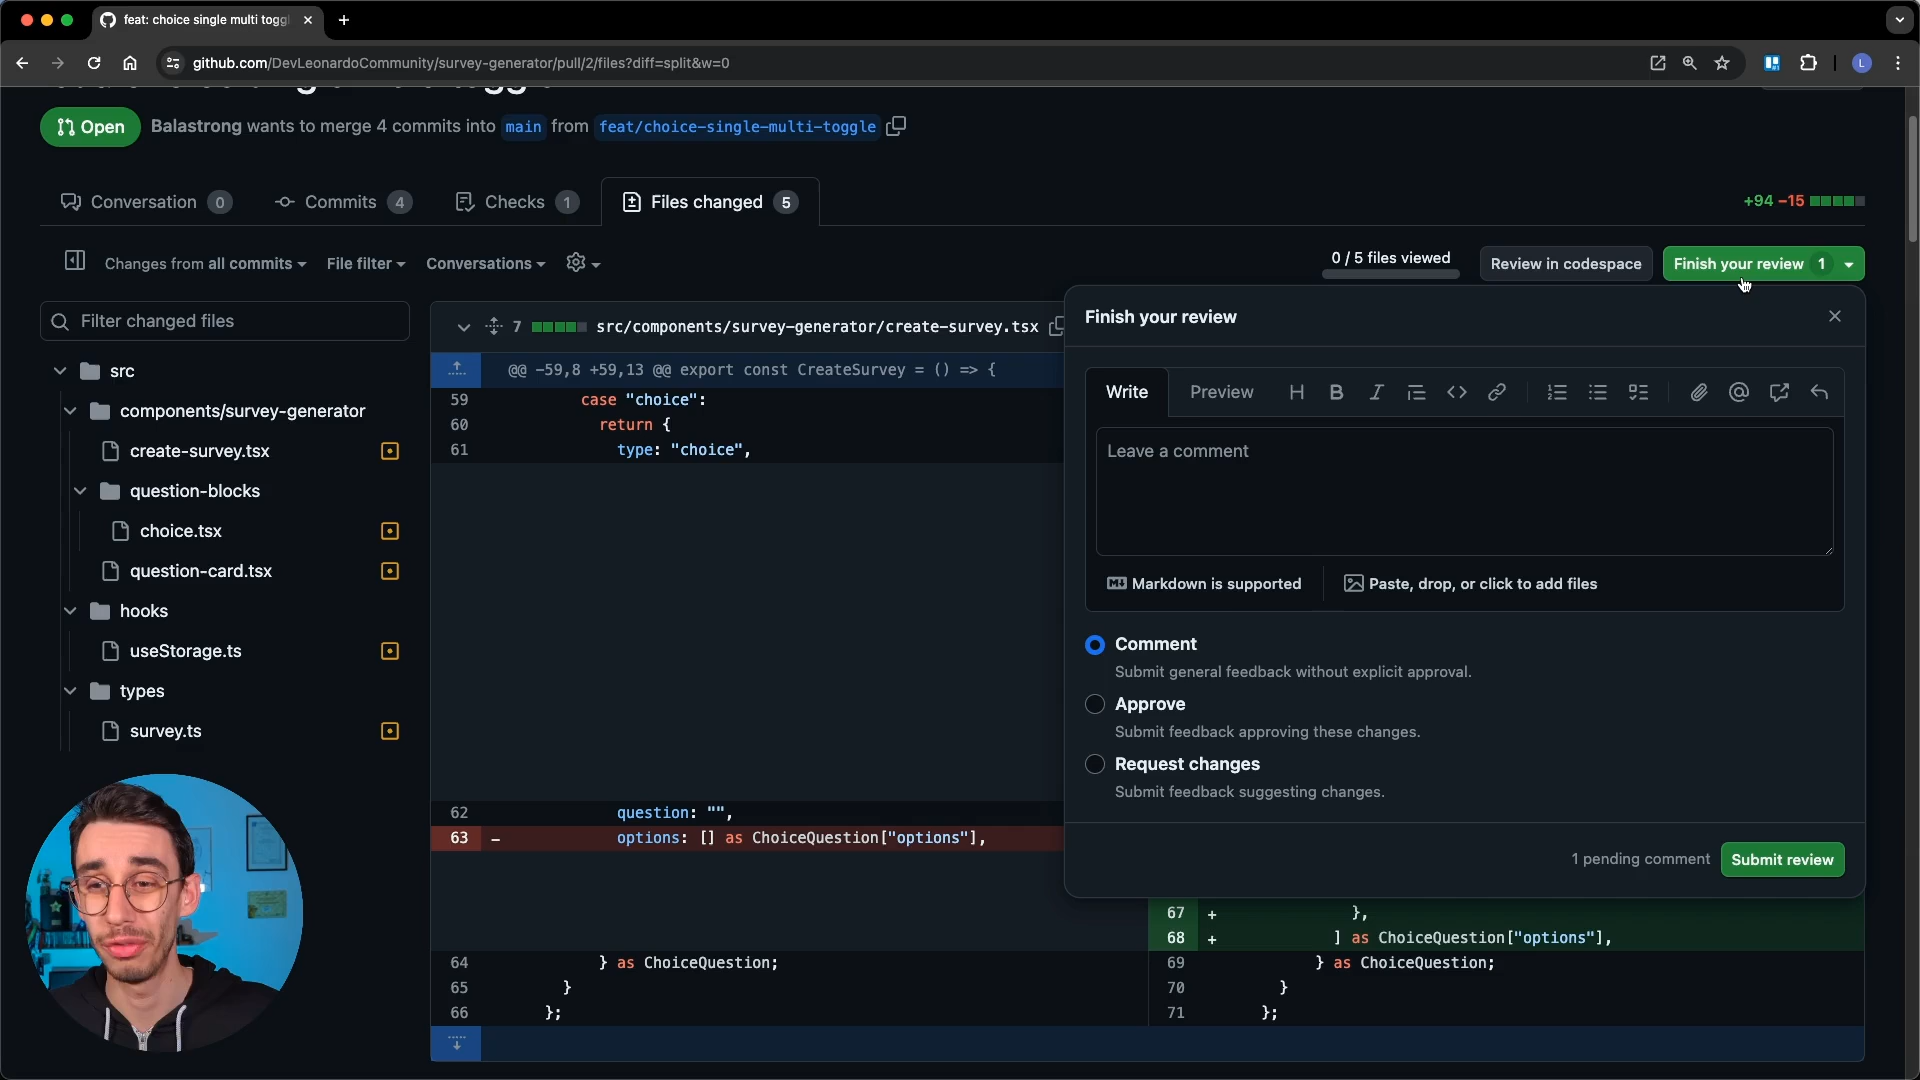 feat: choice single multi toggl
github.com/DevLeonardoCommunity/survey-generator/pull/2/files?diff=split&w=0
L
Open
Balastrong wants to merge 4 commits into main from feat/choice-single-multi-toggle
Conversation 0
Commits 4
Checks 1
Files changed 5
+94 −15
Changes from all commits
File filter
Conversations
0 / 5 files viewed
Review in codespace
Finish your review 1
Filter changed files
src
components/survey-generator
create-survey.tsx
question-blocks
choice.tsx
question-card.tsx
hooks
useStorage.ts
types
survey.ts
7 src/components/survey-generator/create-survey.tsx
@@ -59,8 +59,13 @@ export const CreateSurvey = () => {
59 case "choice":
60 return {
61 type: "choice",
62 question: "",
63 - options: [] as ChoiceQuestion["options"],
64 } as ChoiceQuestion;
65 }
66 };
67 + },
68 + ] as ChoiceQuestion["options"],
69 } as ChoiceQuestion;
70 }
71 };
Finish your review
Write
Preview
Leave a comment
Markdown is supported
Paste, drop, or click to add files
Comment
Submit general feedback without explicit approval.
Approve
Submit feedback approving these changes.
Request changes
Submit feedback suggesting changes.
1 pending comment
Submit review